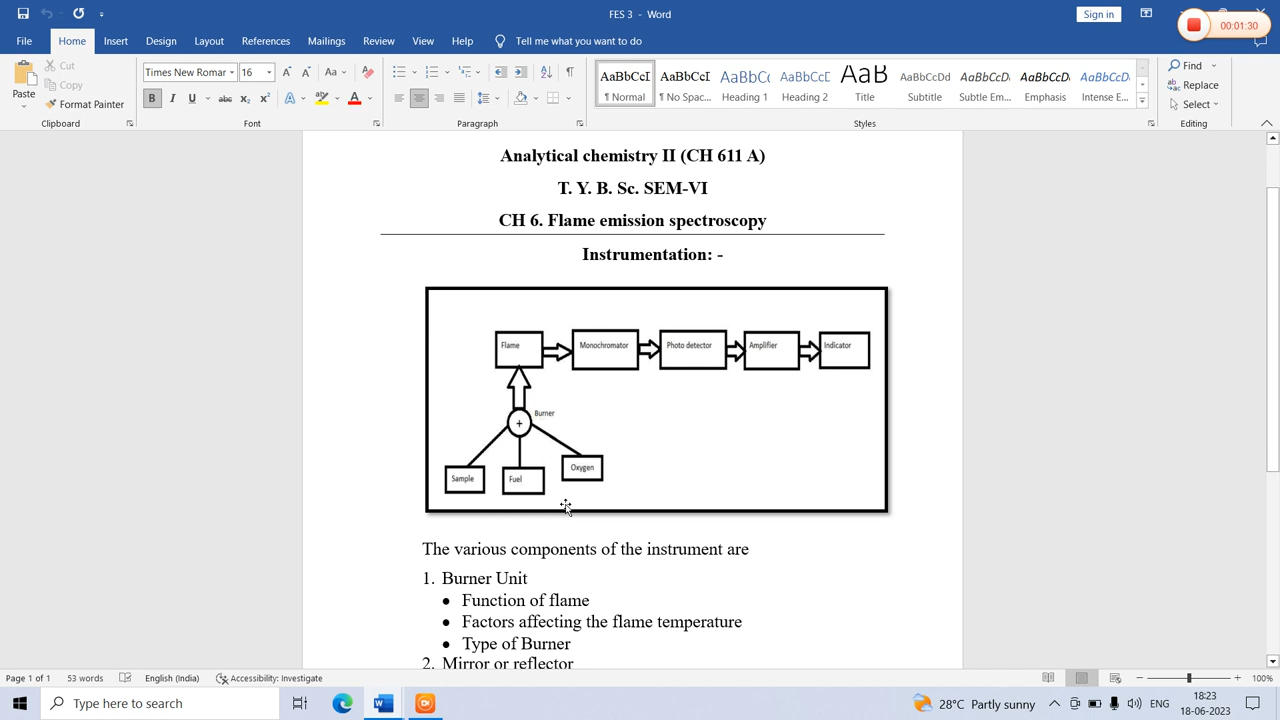 FES 3 - Word
Sign in
00:01:30
File Home Insert Design Layout References Mailings Review View Help Tell me what you want to do
Paste
Cut
Copy
Format Painter
Clipboard
Times New Romar 16
Font
Paragraph
AaBbCcI AaBbCcI AaBbC AaBbCcE AaB AaBbCcDd AaBbCcDı AaBbCcDı AaBbCcDı
¶ Normal ¶ No Spac... Heading 1 Heading 2 Title Subtitle Subtle Em... Emphasis Intense E...
Styles
Find
Replace
Select
Editing
Analytical chemistry II (CH 611 A)
T. Y. B. Sc. SEM-VI
CH 6. Flame emission spectroscopy
Instrumentation: -
Flame Monochromator Photo detector Amplifier Indicator
Burner
+
Sample Fuel Oxygen
The various components of the instrument are
1. Burner Unit
● Function of flame
● Factors affecting the flame temperature
● Type of Burner
2. Mirror or reflector
Page 1 of 1 53 words English (India) Accessibility: Investigate 100%
Type here to search
28°C Partly sunny
ENG
18:23
18-06-2023